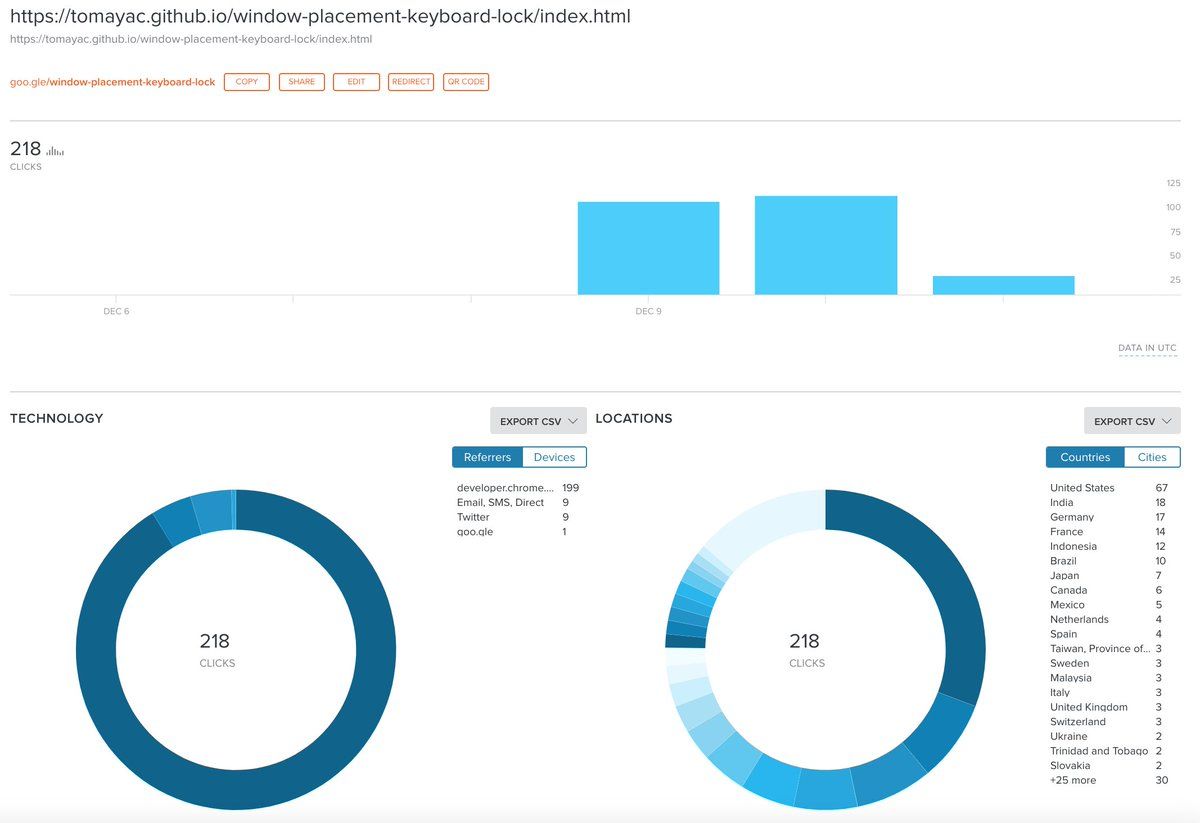 https://tomayac.github.io/window-placement-keyboard-lock/index.html
https://tomayac.github.io/window-placement-keyboard-lock/index.html
goo.gle/window-placement-keyboard-lock COPY SHARE EDIT REDIRECT QR CODE
218
CLICKS
125
100
75
50
25
DEC 6 DEC 9
DATA IN UTC
TECHNOLOGY
EXPORT CSV
Referrers Devices
developer.chrome.... 199
Email, SMS, Direct 9
Twitter 9
goo.gle 1
218
CLICKS
LOCATIONS
EXPORT CSV
Countries Cities
United States 67
India 18
Germany 17
France 14
Indonesia 12
Brazil 10
Japan 7
Canada 6
Mexico 5
Netherlands 4
Spain 4
Taiwan, Province of... 3
Sweden 3
Malaysia 3
Italy 3
United Kingdom 3
Switzerland 3
Ukraine 2
Trinidad and Tobago 2
Slovakia 2
+25 more 30
218
CLICKS